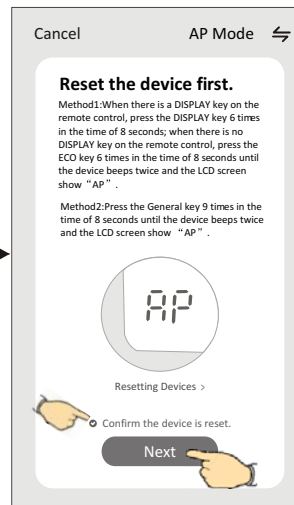 Cancel AP Mode
Reset the device first.
Method1:When there is a DISPLAY key on the
remote control, press the DISPLAY key 6 times
in the time of 8 seconds; when there is no
DISPLAY key on the remote control, press the
ECO key 6 times in the time of 8 seconds until
the device beeps twice and the LCD screen
show “AP”.
Method2:Press the General key 9 times in the
time of 8 seconds until the device beeps twice
and the LCD screen show “AP”.
AP
Resetting Devices >
Confirm the device is reset.
Next